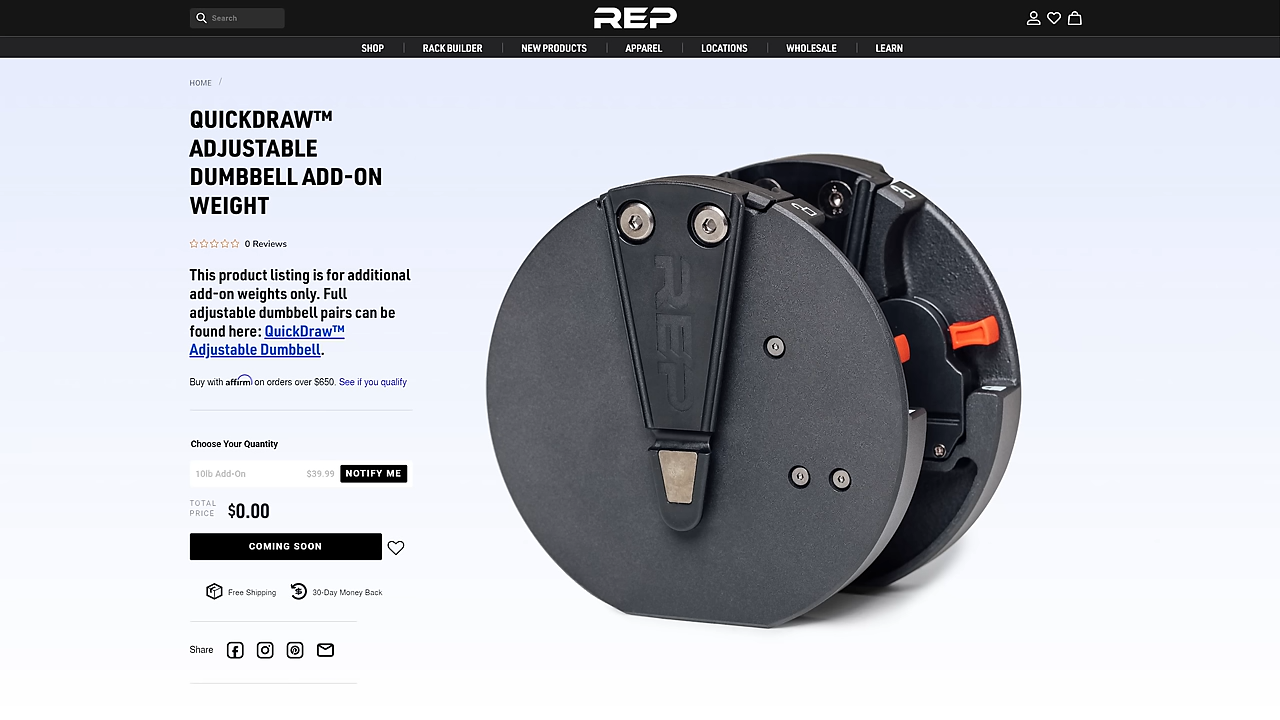 Search
REP
SHOP
RACK BUILDER
NEW PRODUCTS
APPAREL
LOCATIONS
WHOLESALE
LEARN
HOME /
QUICKDRAW™
ADJUSTABLE
DUMBBELL ADD-ON
WEIGHT
0 Reviews
This product listing is for additional
add-on weights only. Full
adjustable dumbbell pairs can be
found here: QuickDraw™
Adjustable Dumbbell.
Buy with affirm on orders over $650. See if you qualify
Choose Your Quantity
10lb Add-On $39.99 NOTIFY ME
TOTAL
PRICE $0.00
COMING SOON
Free Shipping 30-Day Money Back
Share
REP